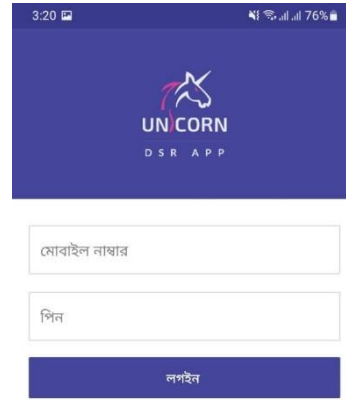 3:20 76%
UNICORN
DSR APP
মোবাইল নাম্বার
পিন
লগইন